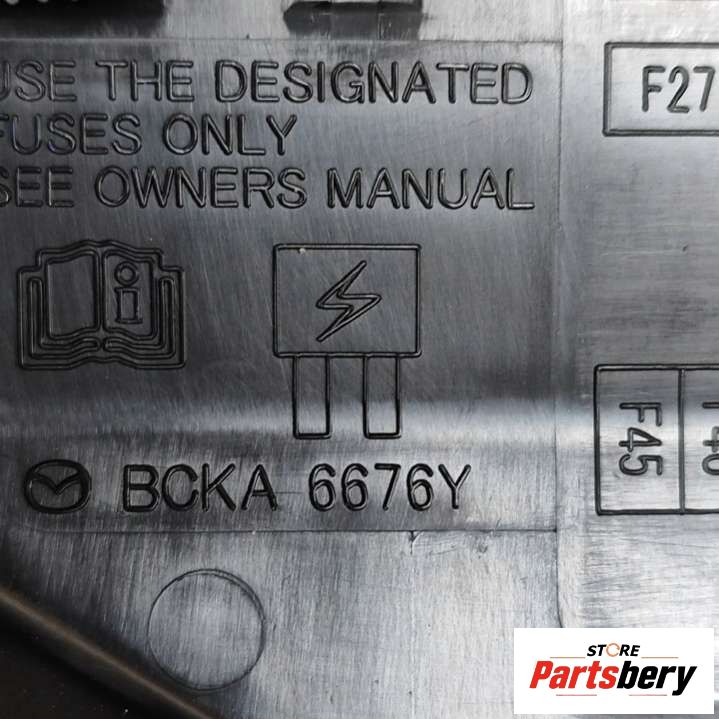 USE THE DESIGNATED
FUSES ONLY
SEE OWNERS MANUAL
F27
i
F45
BCKA 6676Y
STORE
Partsbery